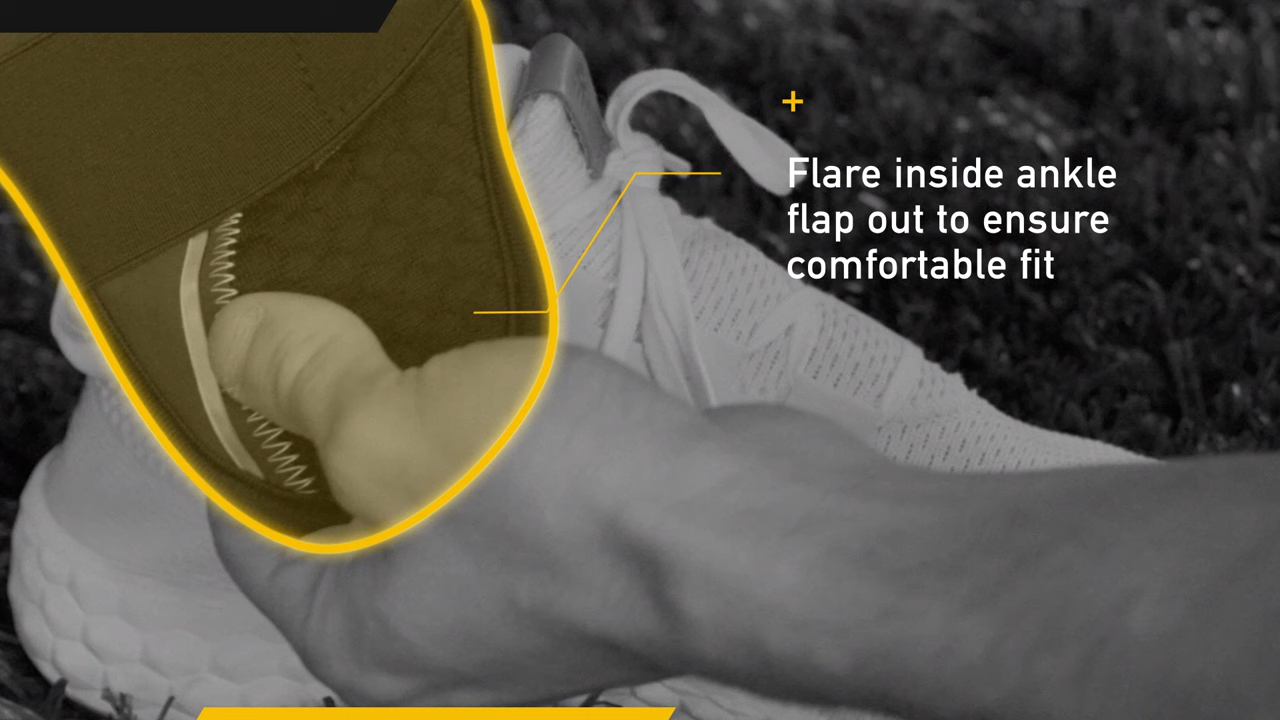 +
Flare inside ankle
flap out to ensure
comfortable fit